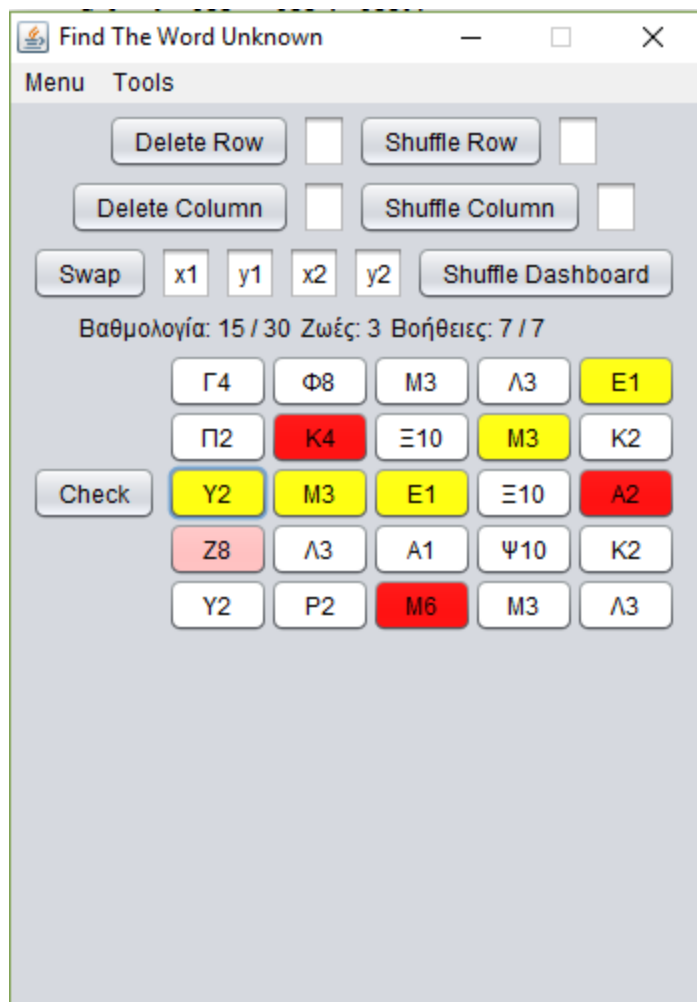 Find The Word Unknown
Menu Tools
Delete Row Shuffle Row
Delete Column Shuffle Column
Swap x1 y1 x2 y2 Shuffle Dashboard
Βαθμολογία: 15 / 30 Ζωές: 3 Βοήθειες: 7 / 7
Γ4 Φ8 Μ3 Λ3 Ε1
Π2 Κ4 Ξ10 Μ3 Κ2
Check Υ2 Μ3 Ε1 Ξ10 Α2
Ζ8 Λ3 Α1 Ψ10 Κ2
Υ2 Ρ2 Μ6 Μ3 Λ3